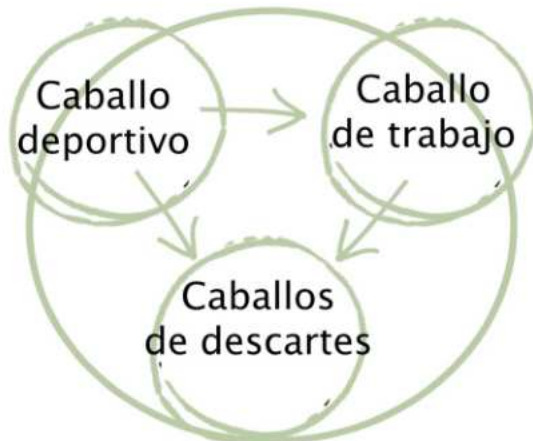 Caballo
deportivo
Caballo
de trabajo
Caballos
de descartes